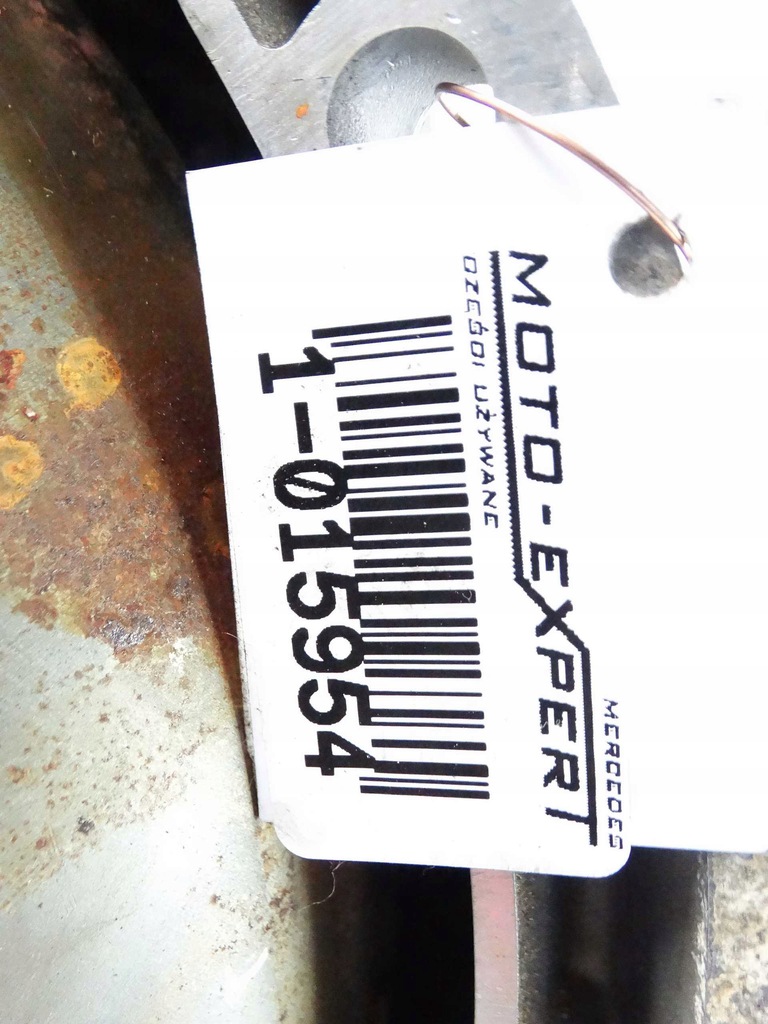 MERCEDES
MOTO-EXPERT
CZĘŚCI UŻYWANE
1-015954